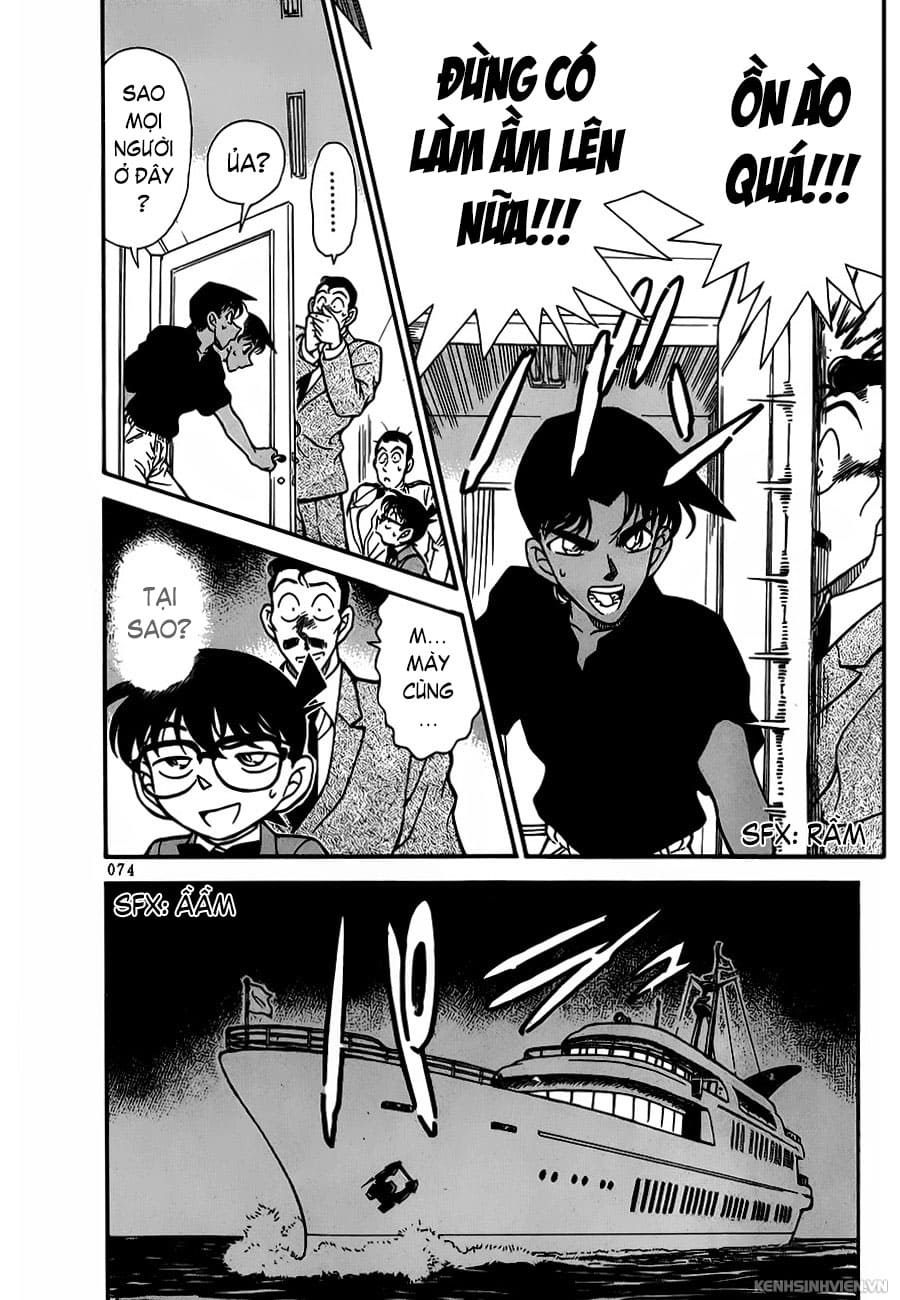 ỒN ÀO
QUÁ!!!
ĐỪNG CÓ
LÀM ẦM LÊN
NỮA!!!
SFX: RẦM
........
ỦA?
SAO
MỌI
NGƯỜI
Ở ĐÂY
?
M...
MÀY
CŨNG
...
TẠI
SAO?
074
SFX: ẦẦM
KENHSINHVIEN.VN